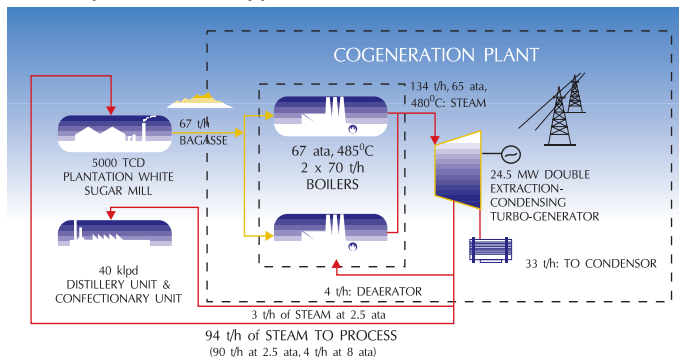 COGENERATION PLANT
134 t/h, 65 ata,
480⁰C: STEAM
67 t/h
BAGASSE
67 ata, 485⁰C
2 x 70 t/h
BOILERS
5000 TCD
PLANTATION WHITE
SUGAR MILL
24.5 MW DOUBLE
EXTRACTION-
CONDENSING
TURBO-GENERATOR
40 klpd
DISTILLERY UNIT &
CONFECTIONARY UNIT
33 t/h: TO CONDENSOR
4 t/h: DEAERATOR
3 t/h of STEAM at 2.5 ata
94 t/h of STEAM TO PROCESS
(90 t/h at 2.5 ata, 4 t/h at 8 ata)